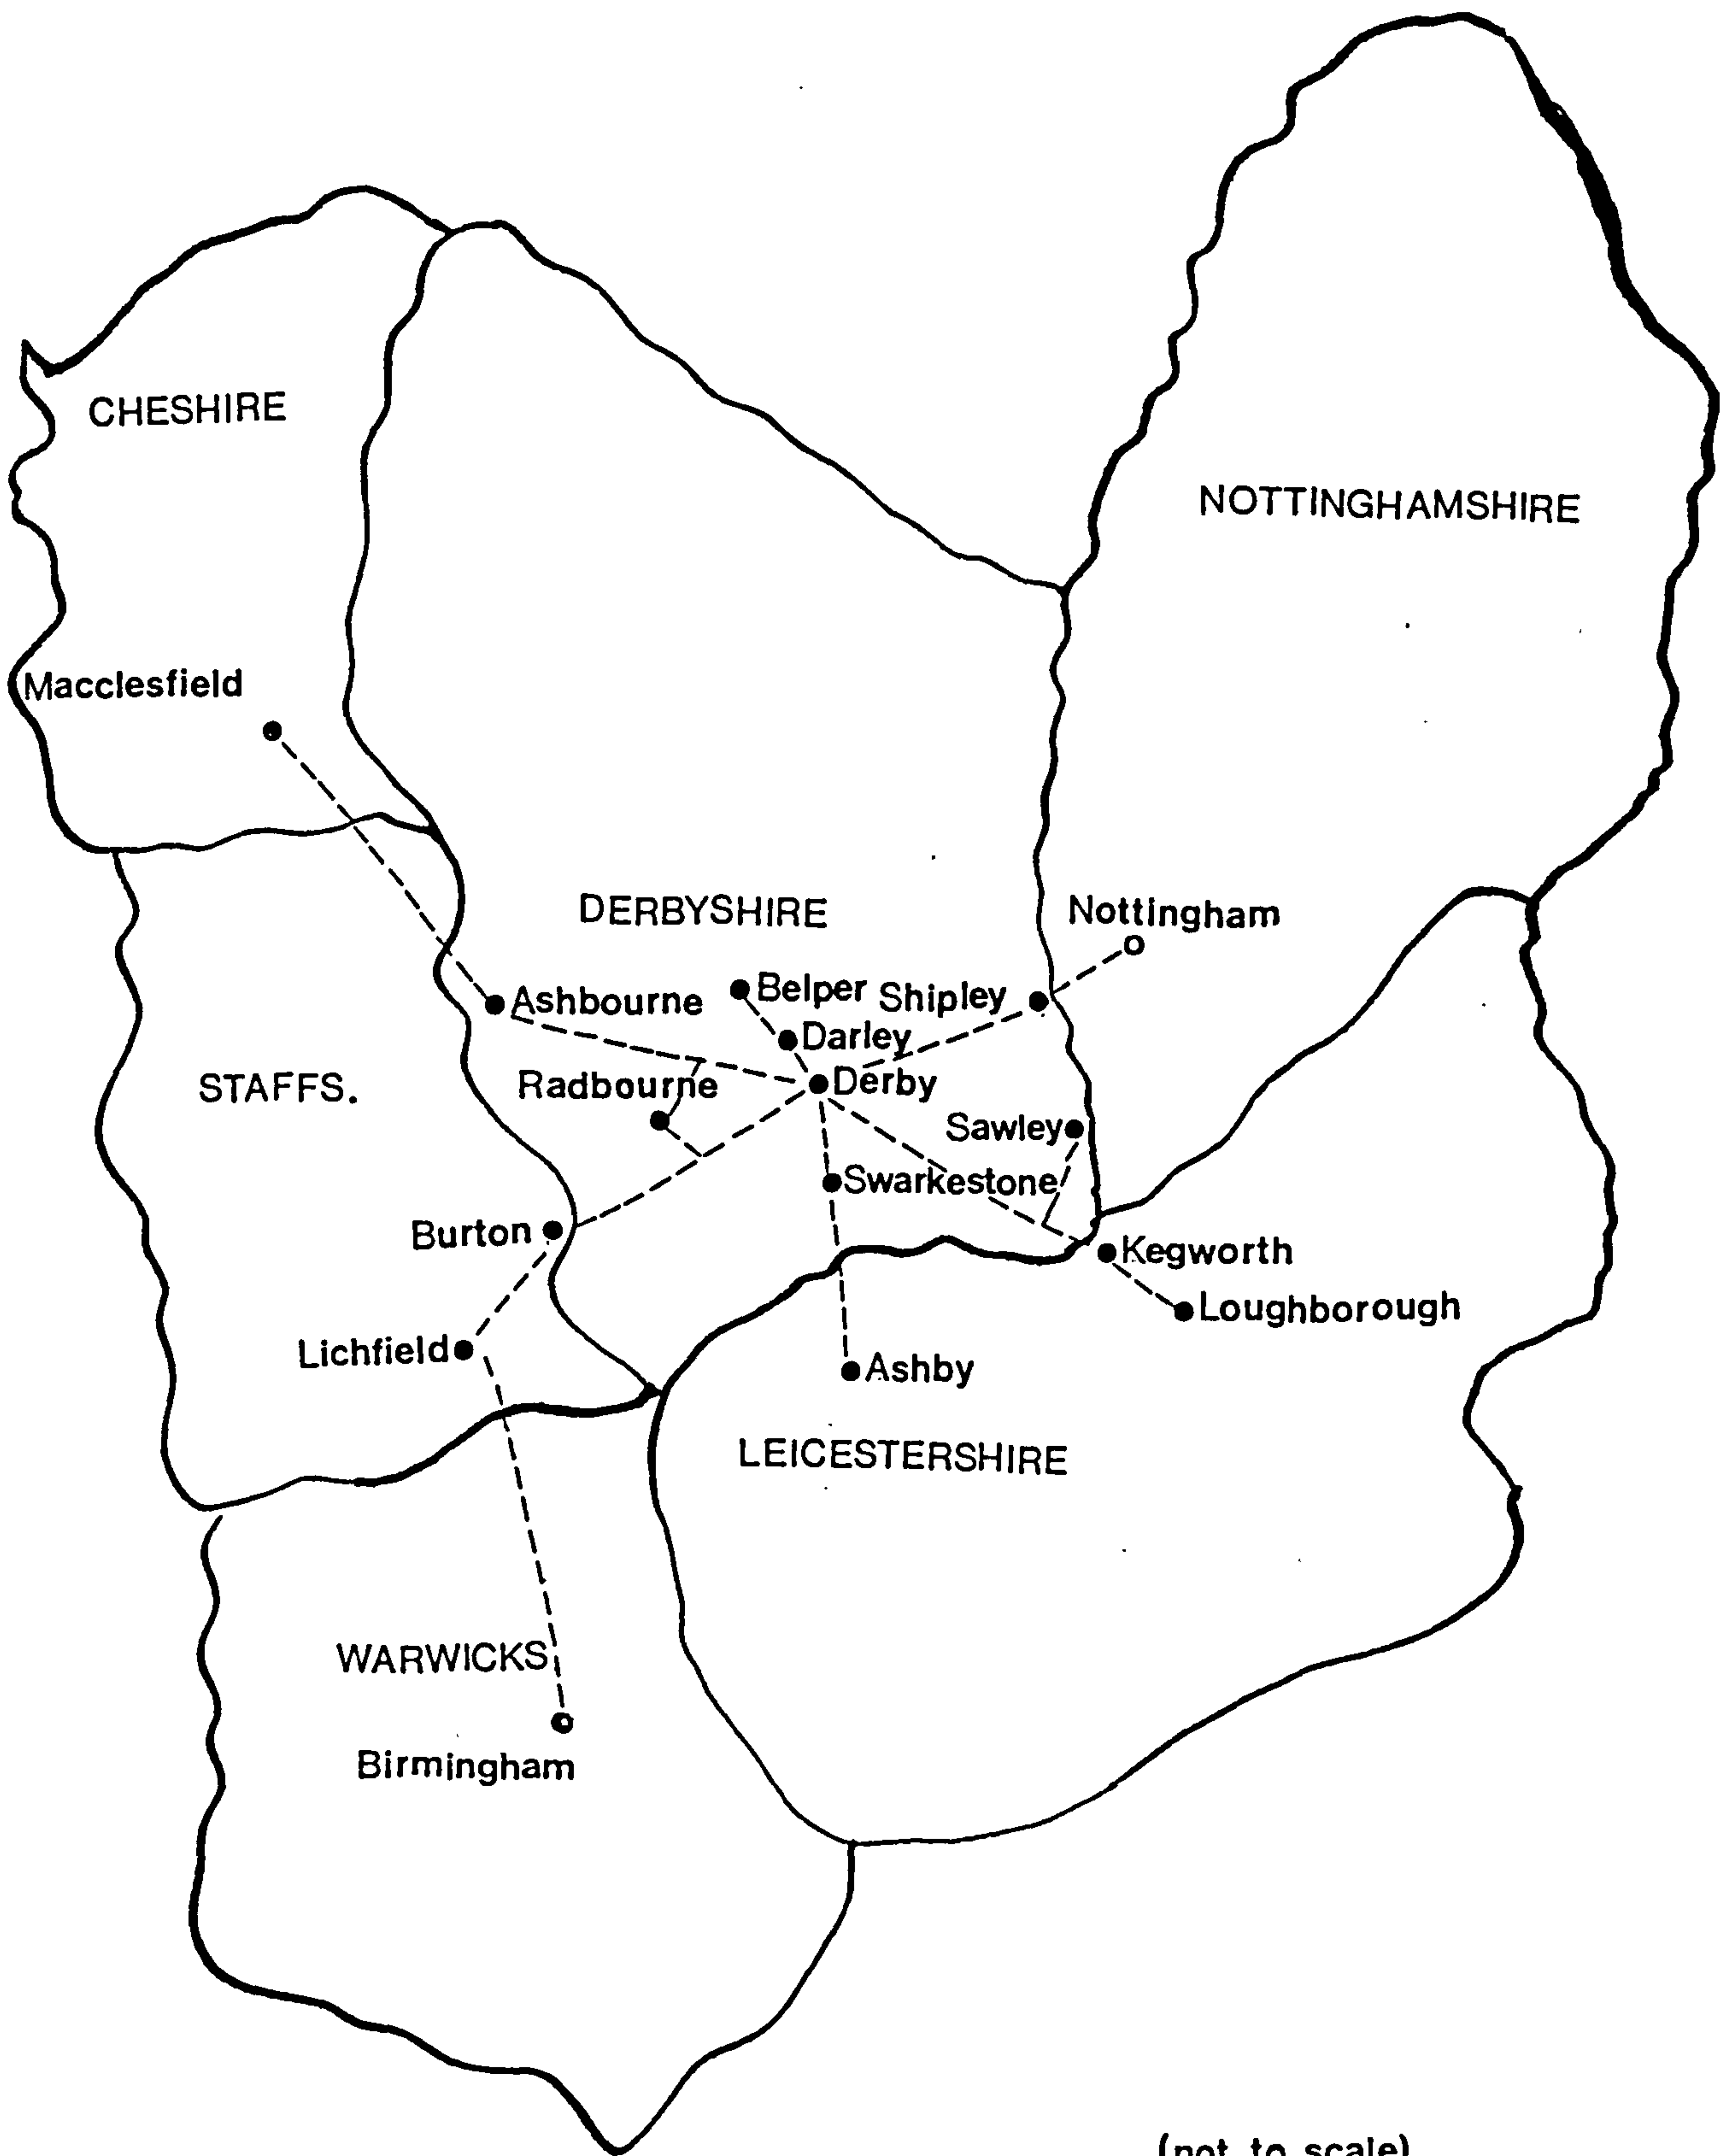 CHESHIRE
NOTTINGHAMSHIRE
Macclesfield
DERBYSHIRE
Nottingham
Ashbourne
Belper
Shipley
Darley
STAFFS.
Radbourne
Derby
Sawley
Swarkestone
Burton
Kegworth
Loughborough
Lichfield
Ashby
LEICESTERSHIRE
WARWICKS
Birmingham
(not to scale)